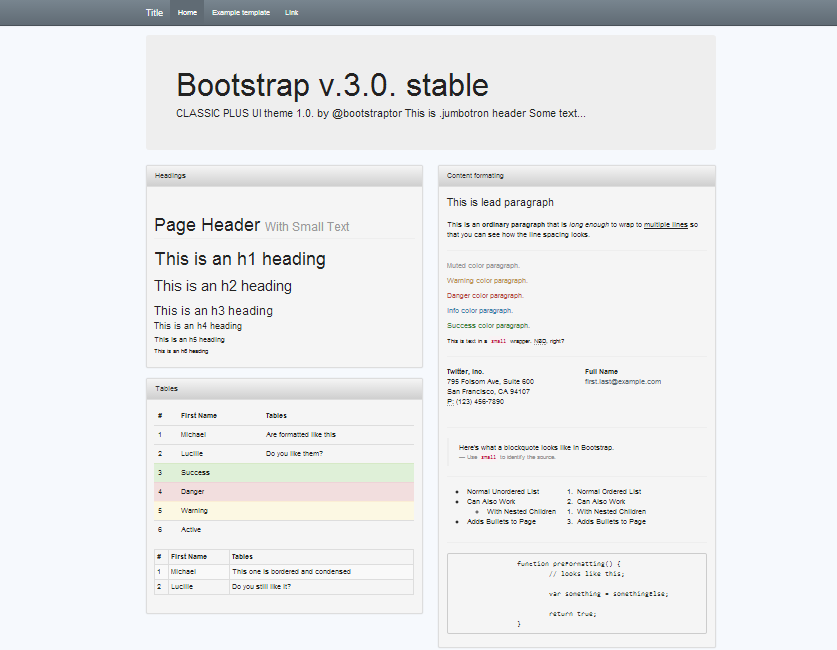 Title Home Example template Link
Bootstrap v.3.0. stable
CLASSIC PLUS UI theme 1.0. by @bootstraptor This is .jumbotron header Some text...
Headings
Page Header With Small Text
This is an h1 heading
This is an h2 heading
This is an h3 heading
This is an h4 heading
This is an h5 heading
This is an h6 heading
Tables
# First Name Tables
1 Michael Are formatted like this
2 Lucille Do you like them?
3 Success
4 Danger
5 Warning
6 Active
# First Name Tables
1 Michael This one is bordered and condensed
2 Lucille Do you still like it?
Content formating
This is lead paragraph
This is an ordinary paragraph that is long enough to wrap to multiple lines so
that you can see how the line spacing looks.
Muted color paragraph.
Warning color paragraph.
Danger color paragraph.
Info color paragraph.
Success color paragraph.
This is text in a small wrapper. NBD, right?
Twitter, Inc.
795 Folsom Ave, Suite 600
San Francisco, CA 94107
P: (123) 456-7890
Full Name
first.last@example.com
Here's what a blockquote looks like in Bootstrap.
— Use small to identify the source.
• Normal Unordered List
• Can Also Work
• With Nested Children
• Adds Bullets to Page
1. Normal Ordered List
2. Can Also Work
1. With Nested Children
3. Adds Bullets to Page
function preFormatting() {
// looks like this;
var something = somethingElse;
return true;
}